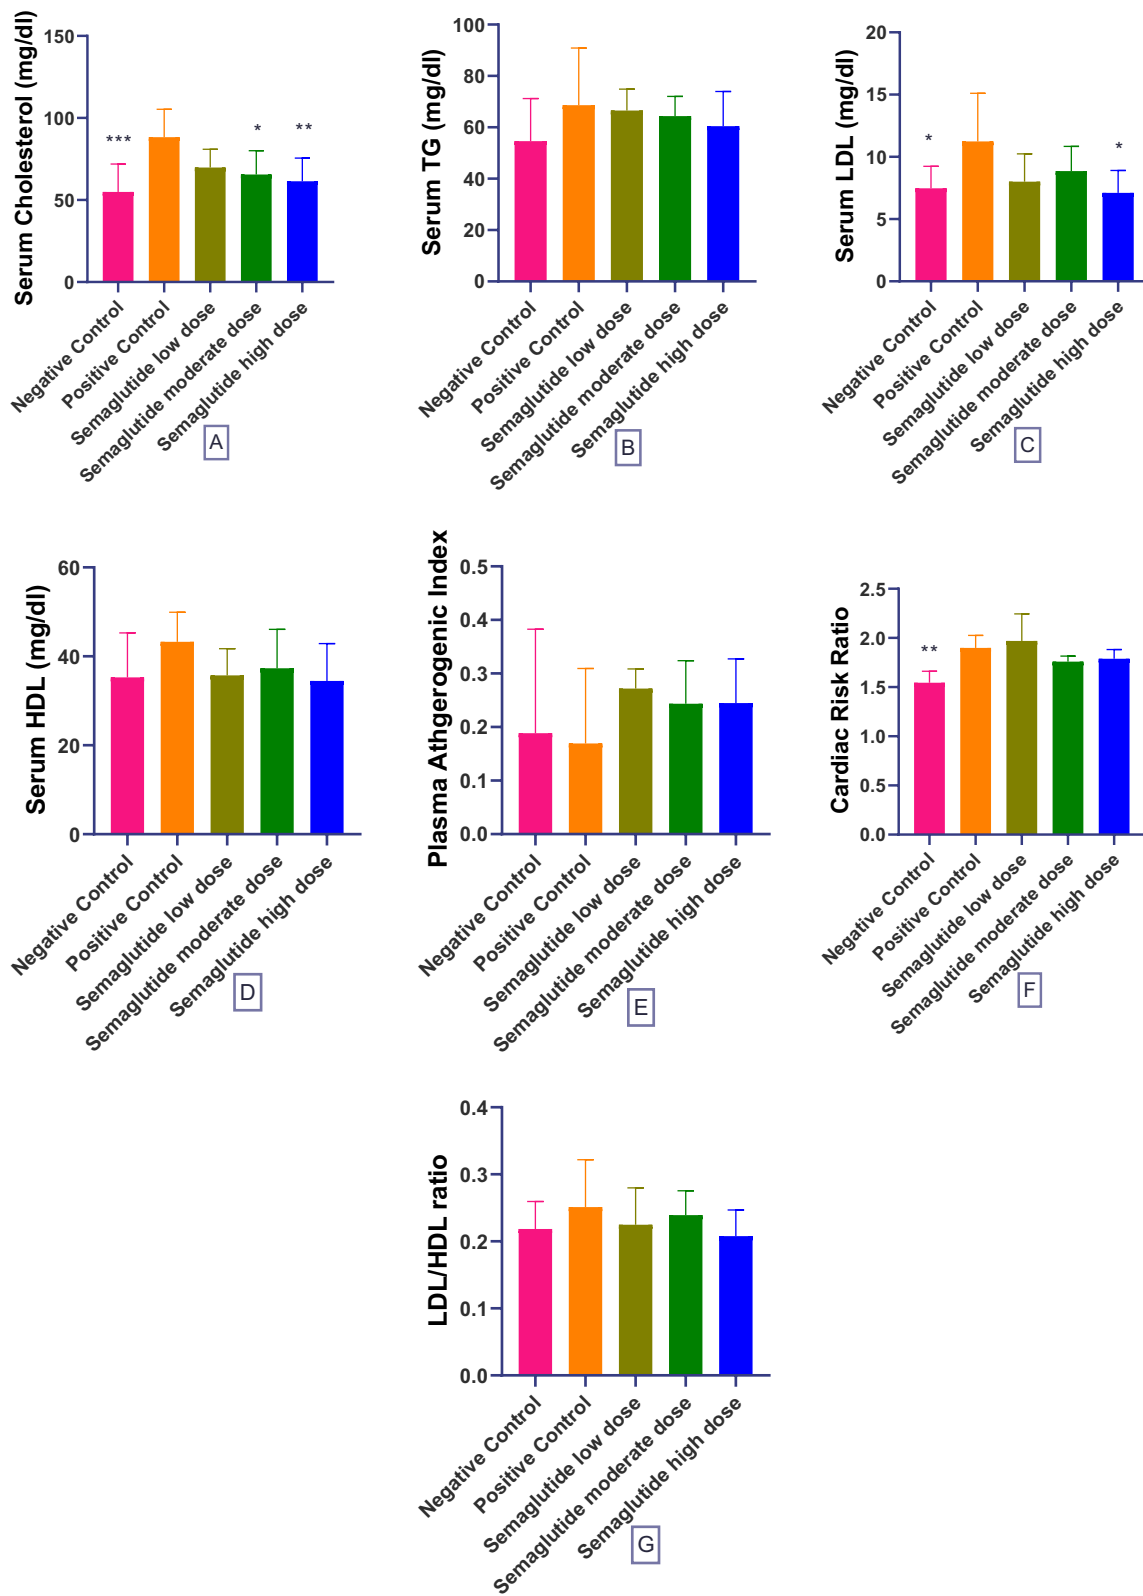 Serum Cholesterol (mg/dl)
150
100
50
0
***
*
**
Negative Control
Positive Control
Semaglutide low dose
Semaglutide moderate dose
Semaglutide high dose
A
Serum TG (mg/dl)
100
80
60
40
20
0
Negative Control
Positive Control
Semaglutide low dose
Semaglutide moderate dose
Semaglutide high dose
B
Serum LDL (mg/dl)
20
15
10
5
0
*
*
Negative Control
Positive Control
Semaglutide low dose
Semaglutide moderate dose
Semaglutide high dose
C
Serum HDL (mg/dl)
60
40
20
0
Negative Control
Positive Control
Semaglutide low dose
Semaglutide moderate dose
Semaglutide high dose
D
Plasma Athgerogenic Index
0.5
0.4
0.3
0.2
0.1
0.0
Negative Control
Positive Control
Semaglutide low dose
Semaglutide moderate dose
Semaglutide high dose
E
Cardiac Risk Ratio
2.5
2.0
1.5
1.0
0.5
0.0
**
Negative Control
Positive Control
Semaglutide low dose
Semaglutide moderate dose
Semaglutide high dose
F
LDL/HDL ratio
0.4
0.3
0.2
0.1
0.0
Negative Control
Positive Control
Semaglutide low dose
Semaglutide moderate dose
Semaglutide high dose
G